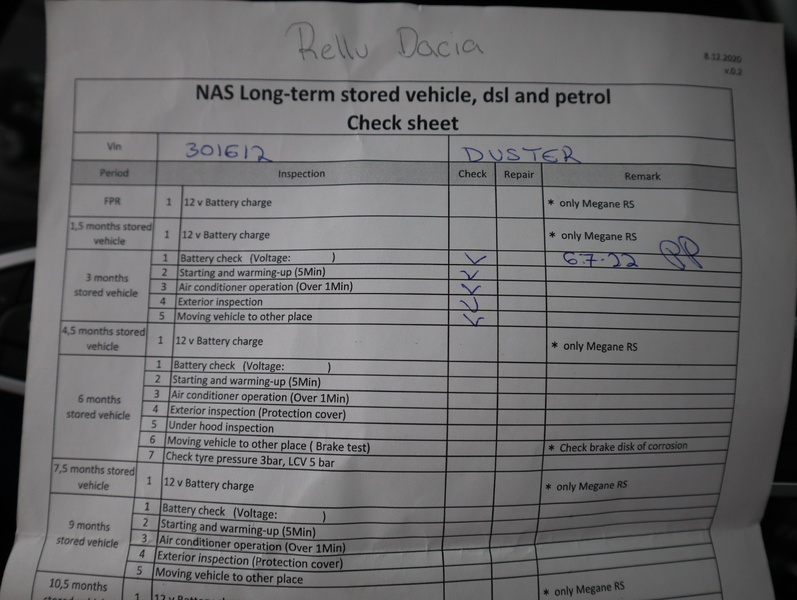 Rellu Dacia
8.12.2020
v.0.2
NAS Long-term stored vehicle, dsl and petrol
Check sheet
Vin 301612 DUSTER
Period Inspection Check Repair Remark
FPR 1 12 v Battery charge * only Megane RS
1,5 months stored vehicle 1 12 v Battery charge * only Megane RS
3 months stored vehicle
1 Battery check (Voltage: ) 6.7.22 PP
2 Starting and warming-up (5Min)
3 Air conditioner operation (Over 1Min)
4 Exterior inspection
5 Moving vehicle to other place
4,5 months stored vehicle 1 12 v Battery charge * only Megane RS
6 months stored vehicle
1 Battery check (Voltage: )
2 Starting and warming-up (5Min)
3 Air conditioner operation (Over 1Min)
4 Exterior inspection (Protection cover)
5 Under hood inspection
6 Moving vehicle to other place ( Brake test) * Check brake disk of corrosion
7 Check tyre pressure 3bar, LCV 5 bar
7,5 months stored vehicle 1 12 v Battery charge * only Megane RS
9 months stored vehicle
1 Battery check (Voltage: )
2 Starting and warming-up (5Min)
3 Air conditioner operation (Over 1Min)
4 Exterior inspection (Protection cover)
5 Moving vehicle to other place
10,5 months 1 12 v Battery charge * only Megane RS